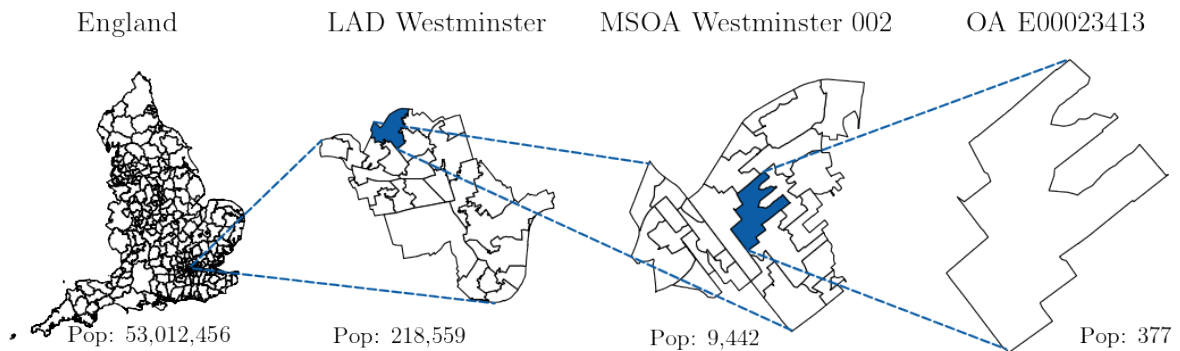 England
LAD Westminster
MSOA Westminster 002
OA E00023413
Pop: 53,012,456
Pop: 218,559
Pop: 9,442
Pop: 377